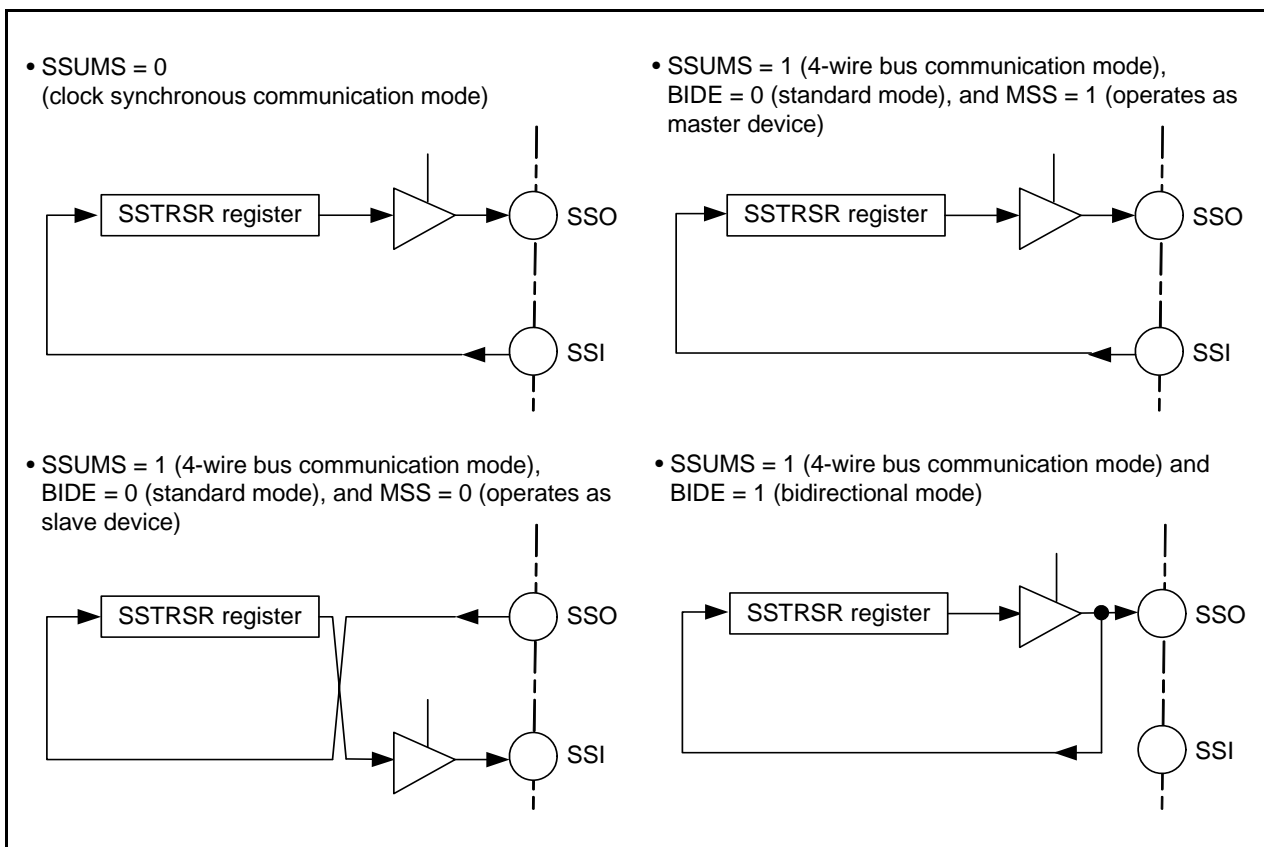 • SSUMS = 0
(clock synchronous communication mode)
SSTRSR register
SSO
SSI
• SSUMS = 1 (4-wire bus communication mode),
BIDE = 0 (standard mode), and MSS = 1 (operates as
master device)
SSTRSR register
SSO
SSI
• SSUMS = 1 (4-wire bus communication mode),
BIDE = 0 (standard mode), and MSS = 0 (operates as
slave device)
SSTRSR register
SSO
SSI
• SSUMS = 1 (4-wire bus communication mode) and
BIDE = 1 (bidirectional mode)
SSTRSR register
SSO
SSI